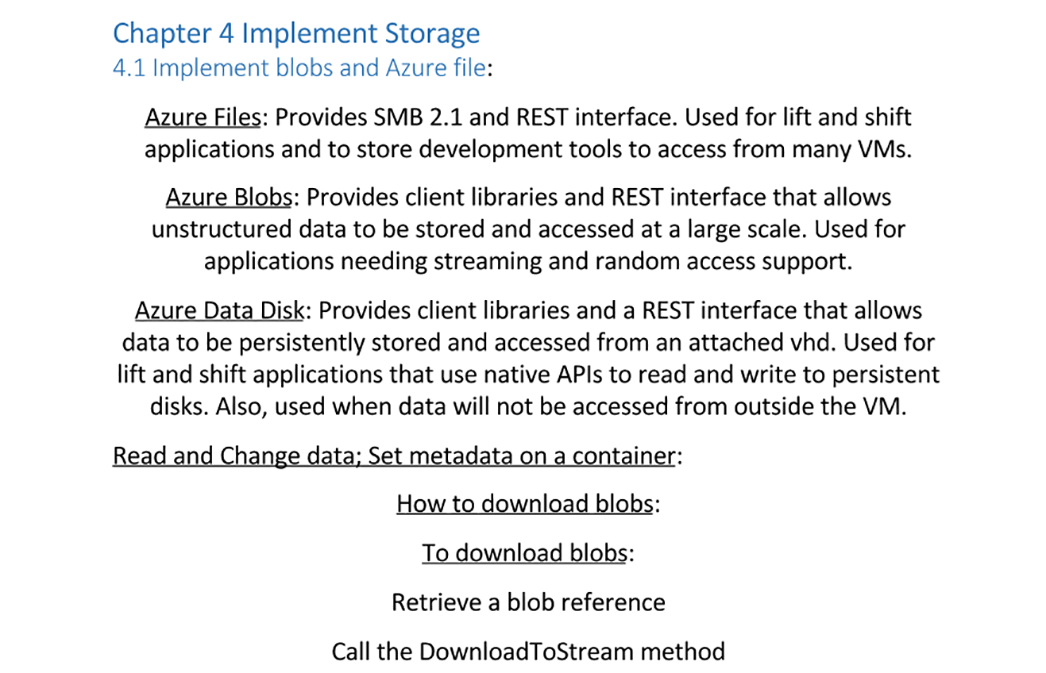 Chapter 4 Implement Storage
4.1 Implement blobs and Azure file:
Azure Files: Provides SMB 2.1 and REST interface. Used for lift and shift
applications and to store development tools to access from many VMs.
Azure Blobs: Provides client libraries and REST interface that allows
unstructured data to be stored and accessed at a large scale. Used for
applications needing streaming and random access support.
Azure Data Disk: Provides client libraries and a REST interface that allows
data to be persistently stored and accessed from an attached vhd. Used for
lift and shift applications that use native APIs to read and write to persistent
disks. Also, used when data will not be accessed from outside the VM.
Read and Change data; Set metadata on a container:
How to download blobs:
To download blobs:
Retrieve a blob reference
Call the DownloadToStream method